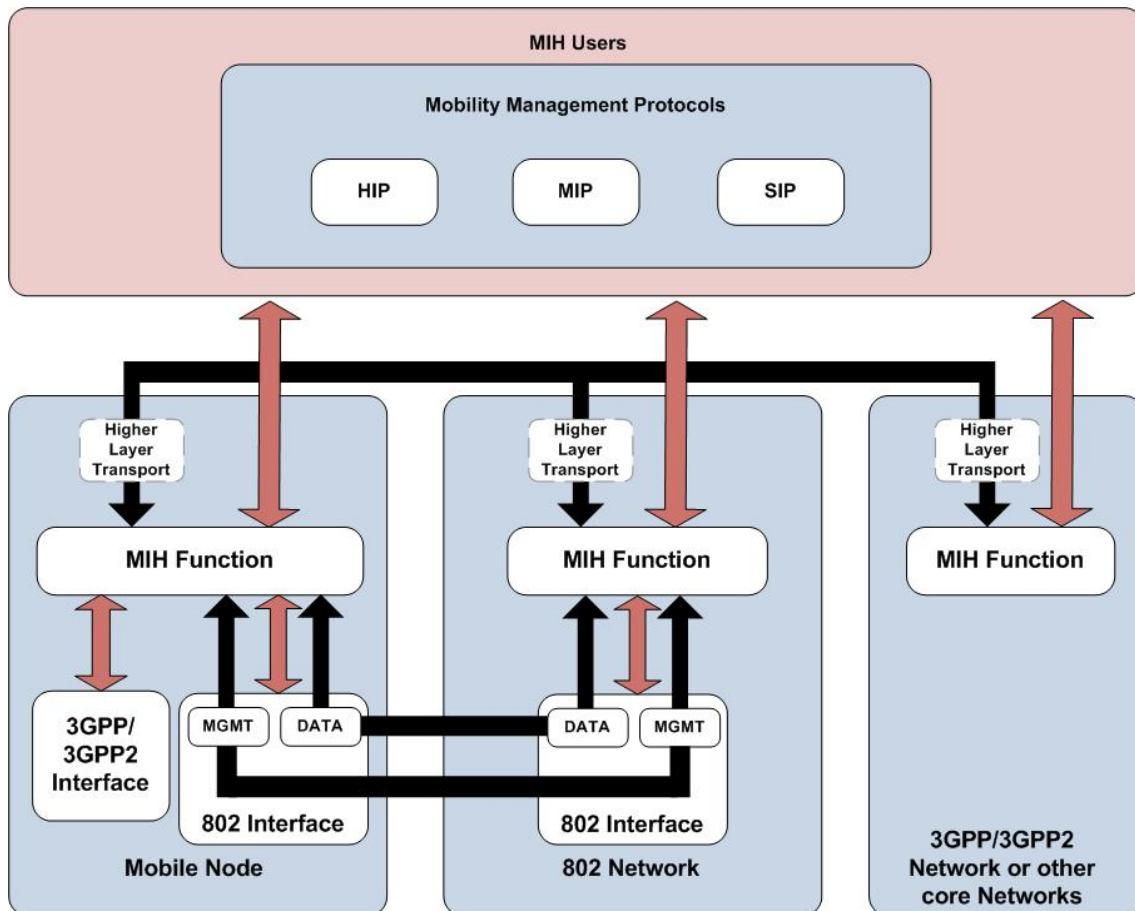 MIH Users
Mobility Management Protocols
HIP
MIP
SIP
Higher
Layer
Transport
Higher
Layer
Transport
Higher
Layer
Transport
MIH Function
MIH Function
MIH Function
3GPP/
3GPP2
Interface
MGMT
DATA
802 Interface
DATA
MGMT
802 Interface
Mobile Node
802 Network
3GPP/3GPP2
Network or other
core Networks